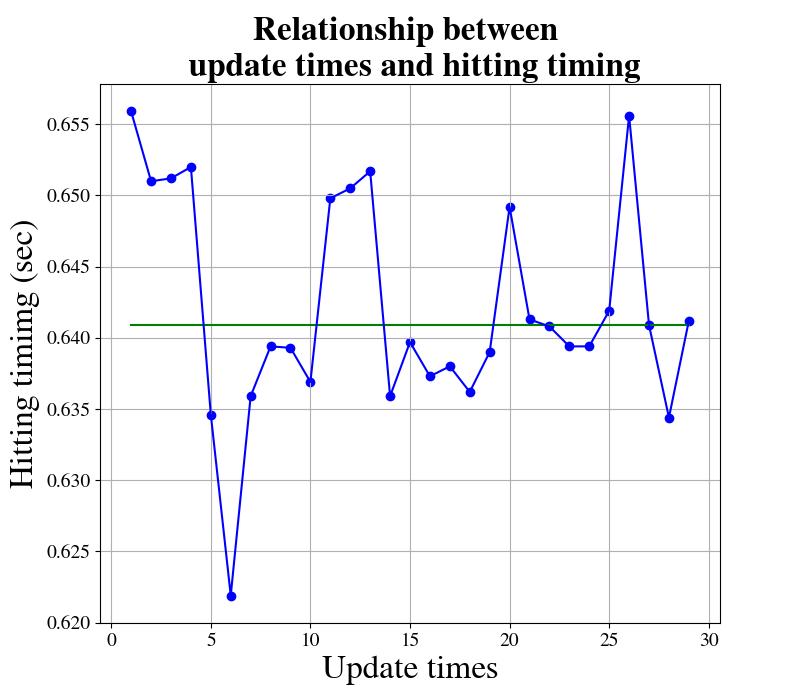 Relationship between
update times and hitting timing
Hitting timimg (sec)
0.655
0.650
0.645
0.640
0.635
0.630
0.625
0.620
0 5 10 15 20 25 30
Update times